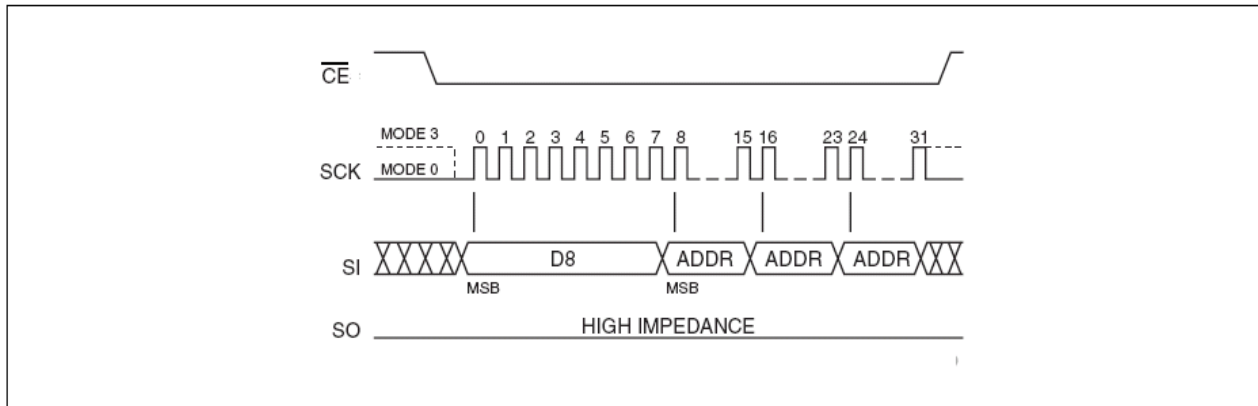 CE
MODE 3
0 1 2 3 4 5 6 7 8 15 16 23 24 31
SCK MODE 0
SI D8 ADDR ADDR ADDR
MSB MSB
SO HIGH IMPEDANCE